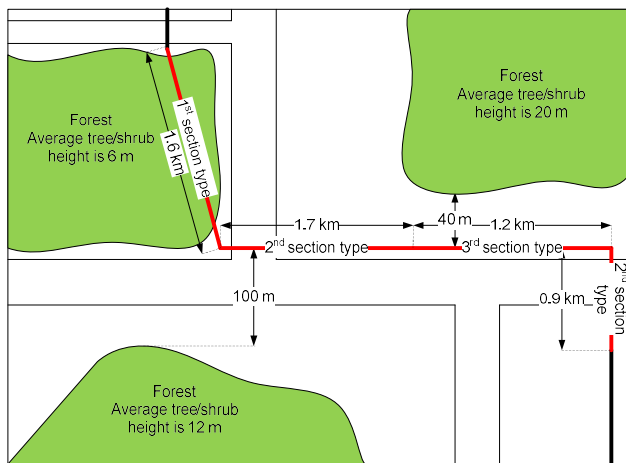 Forest
Average tree/shrub
height is 20 m
Forest
Average tree/shrub
height is 6 m
1st section type
1.6 km
1.7 km
40 m
1.2 km
2nd section type
3rd section type
2nd section
type
100 m
0.9 km
Forest
Average tree/shrub
height is 12 m